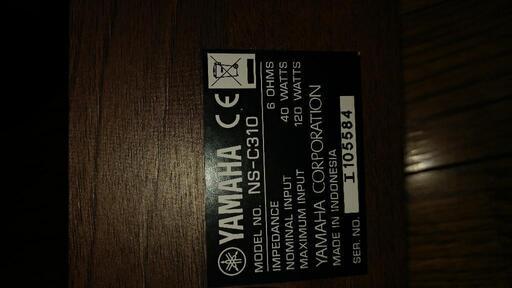 YAMAHA CE
MODEL NO. NS-C310
IMPEDANCE 6 OHMS
NOMINAL INPUT 40 WATTS
MAXIMUM INPUT 120 WATTS
YAMAHA CORPORATION
MADE IN INDONESIA
SER. NO. I105584